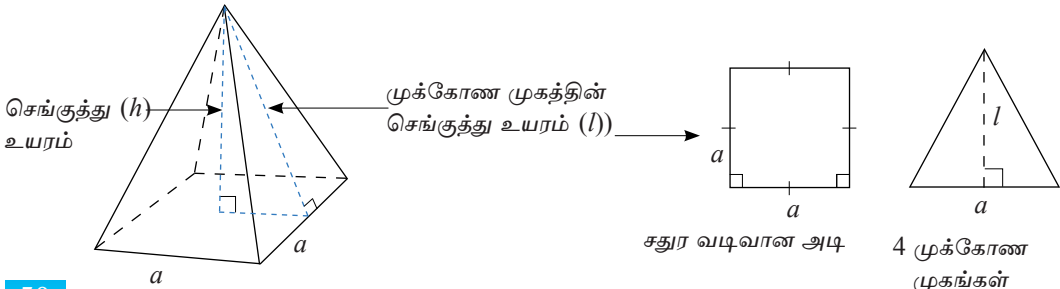 செங்குத்து (h)
உயரம்
முக்கோண முகத்தின்
செங்குத்து உயரம் (l))
a
a
a
a
l
a
சதுர வடிவான அடி
4 முக்கோண
முகங்கள்